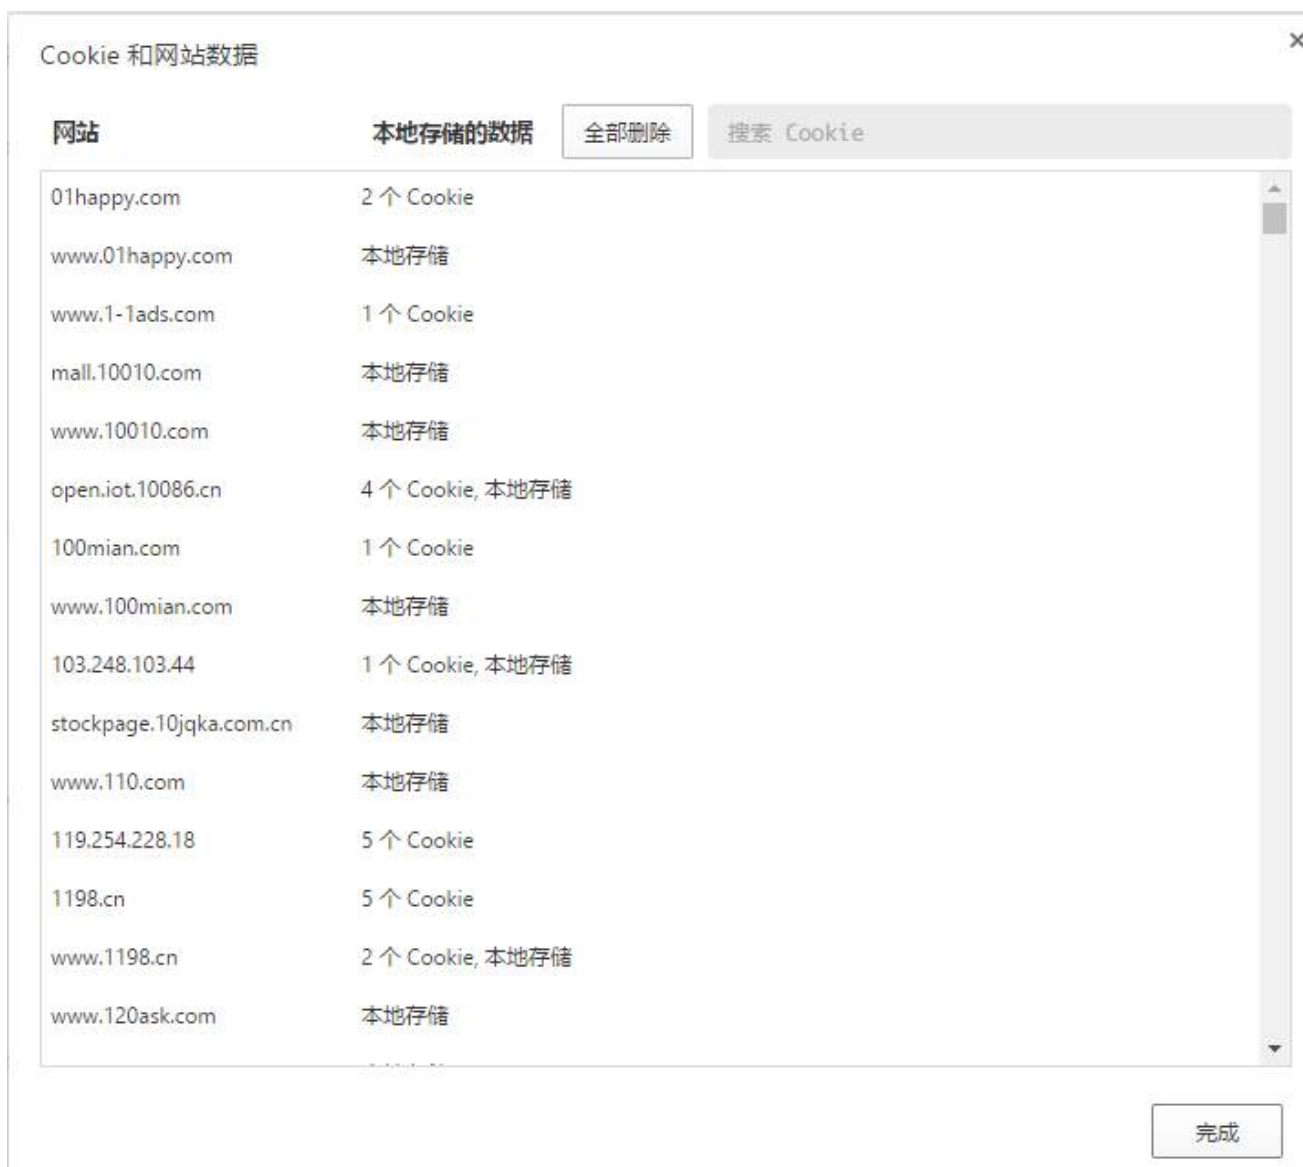 Cookie 和网站数据
网站 本地存储的数据 全部删除 搜索 Cookie
01happy.com 2 个 Cookie
www.01happy.com 本地存储
www.1-1ads.com 1 个 Cookie
mall.10010.com 本地存储
www.10010.com 本地存储
open.iot.10086.cn 4 个 Cookie, 本地存储
100mian.com 1 个 Cookie
www.100mian.com 本地存储
103.248.103.44 1 个 Cookie, 本地存储
stockpage.10jqka.com.cn 本地存储
www.110.com 本地存储
119.254.228.18 5 个 Cookie
1198.cn 5 个 Cookie
www.1198.cn 2 个 Cookie, 本地存储
www.120ask.com 本地存储
完成